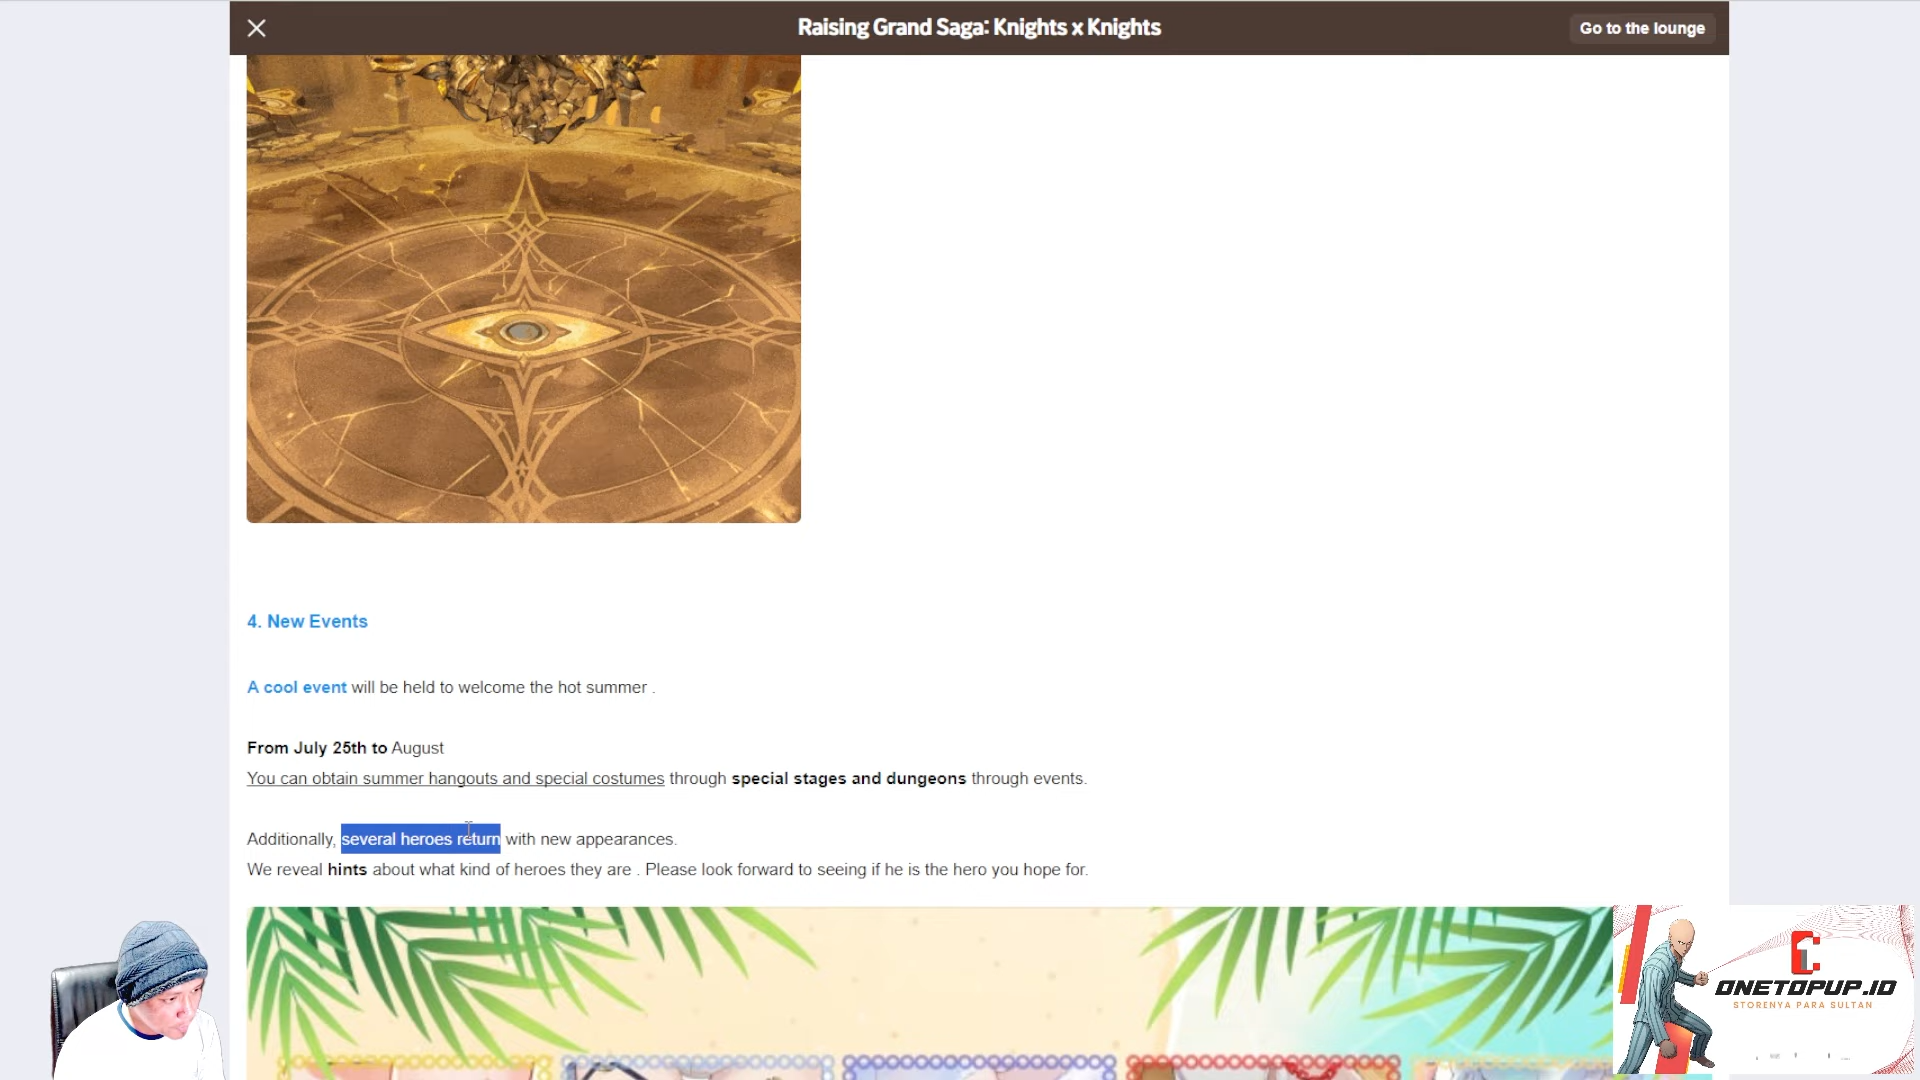 Raising Grand Saga: Knights x Knights
Go to the lounge
4. New Events
A cool event will be held to welcome the hot summer .
From July 25th to August
You can obtain summer hangouts and special costumes through special stages and dungeons through events.
Additionally, several heroes return with new appearances.
We reveal hints about what kind of heroes they are . Please look forward to seeing if he is the hero you hope for.
ONETOPUP.ID
STORENYA PARA SULTAN